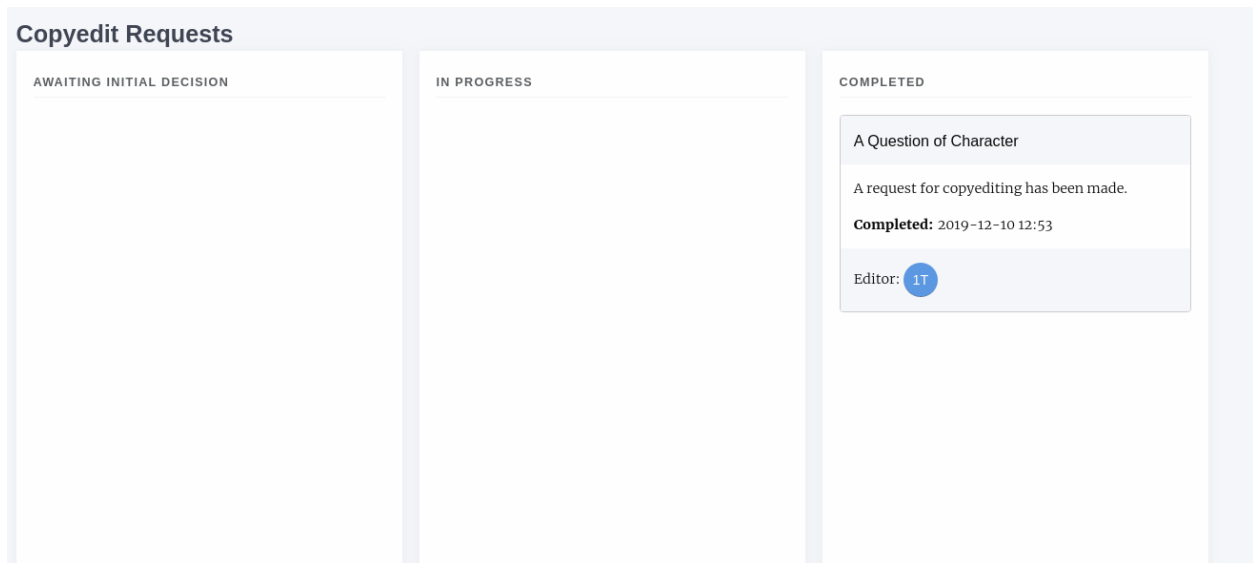 Copyedit Requests
AWAITING INITIAL DECISION
IN PROGRESS
COMPLETED
A Question of Character
A request for copyediting has been made.
Completed: 2019-12-10 12:53
Editor: 1T